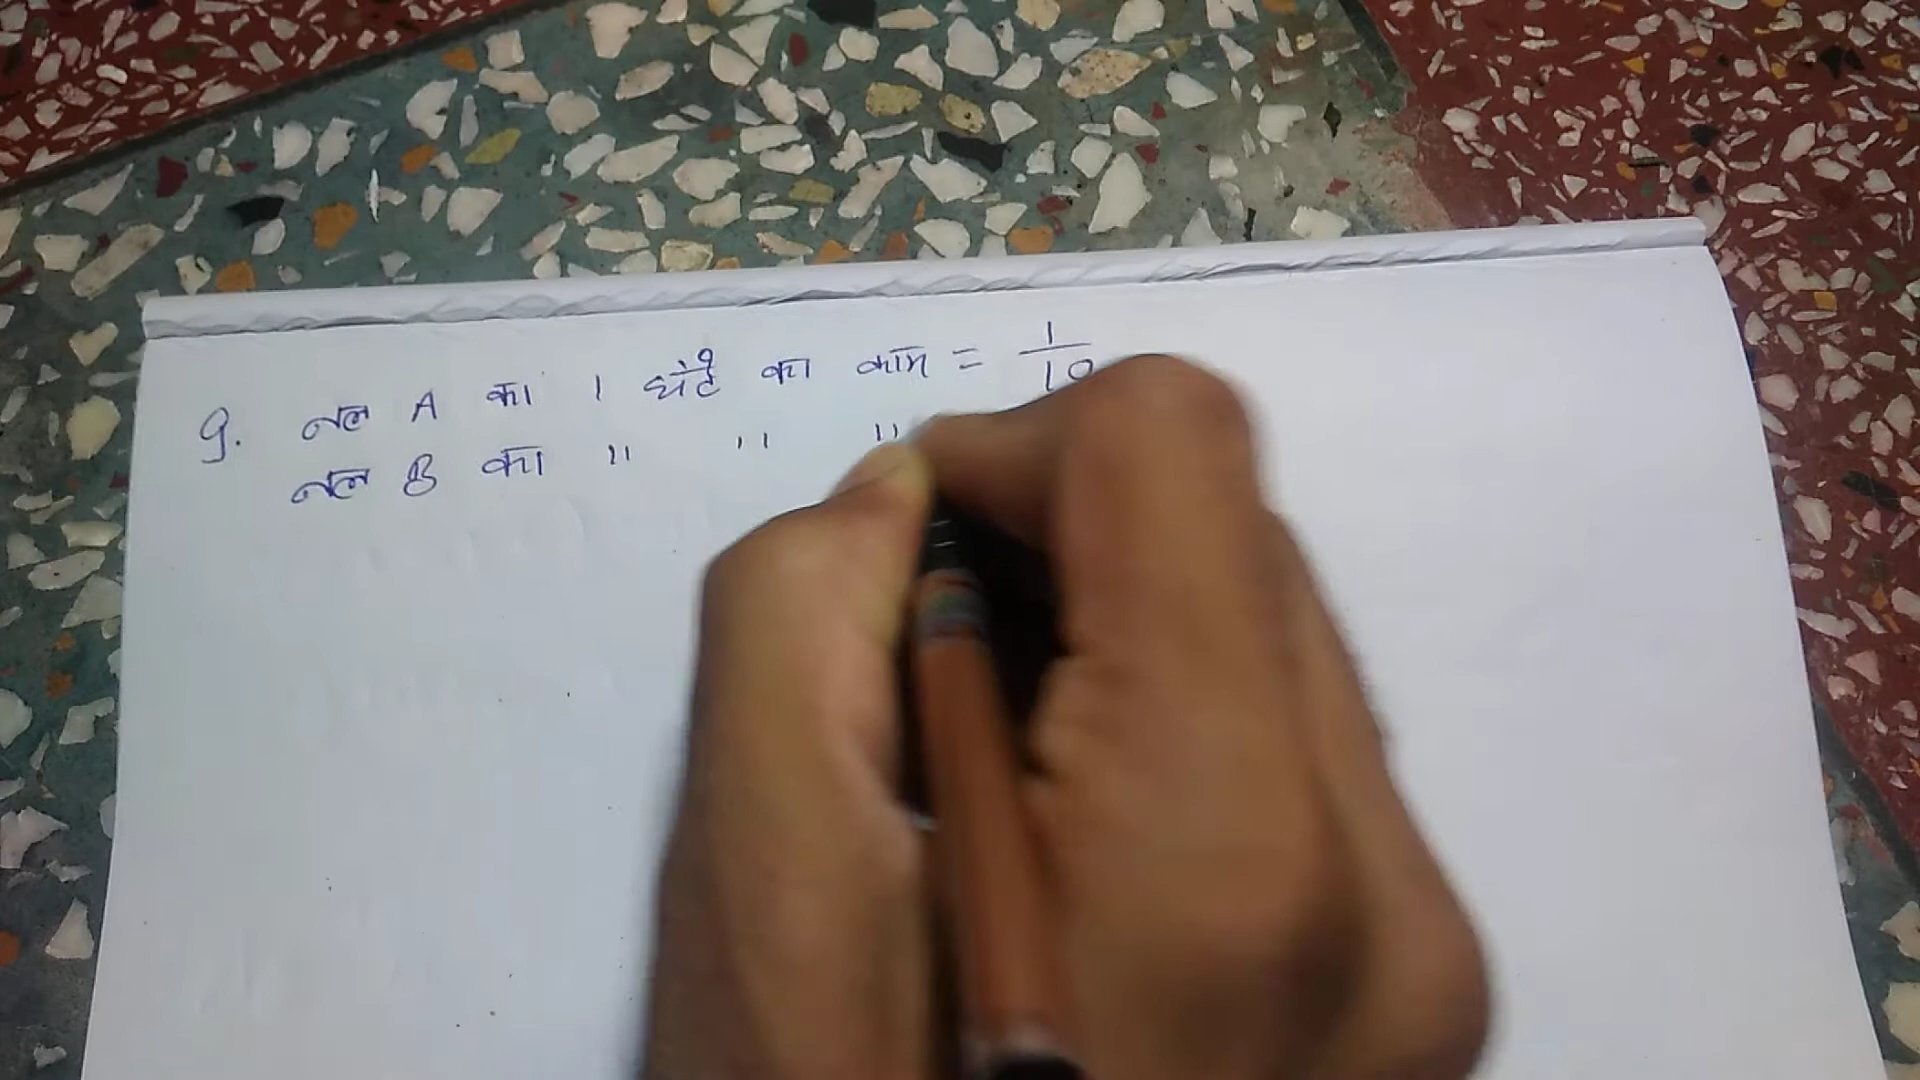 9. नल A का 1 घंटे का काम = 1/10
नल B का " " "